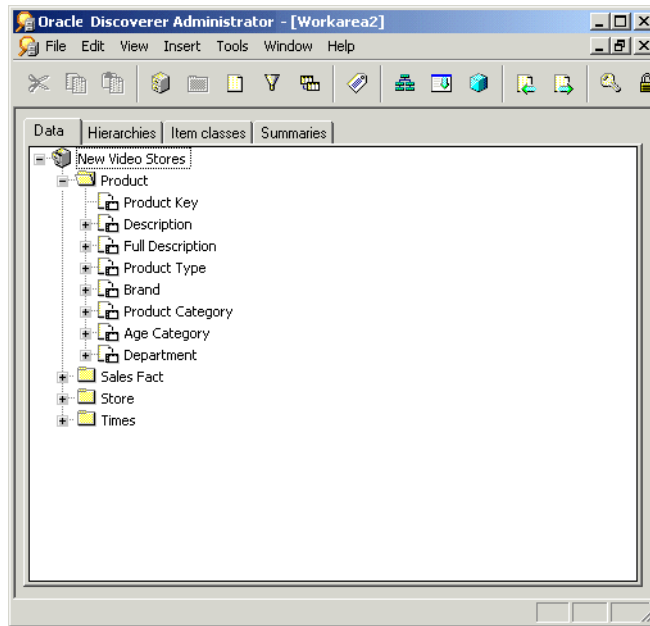 Oracle Discoverer Administrator - [Workarea2]
File Edit View Insert Tools Window Help
Data Hierarchies Item classes Summaries
New Video Stores
Product
Product Key
Description
Full Description
Product Type
Brand
Product Category
Age Category
Department
Sales Fact
Store
Times